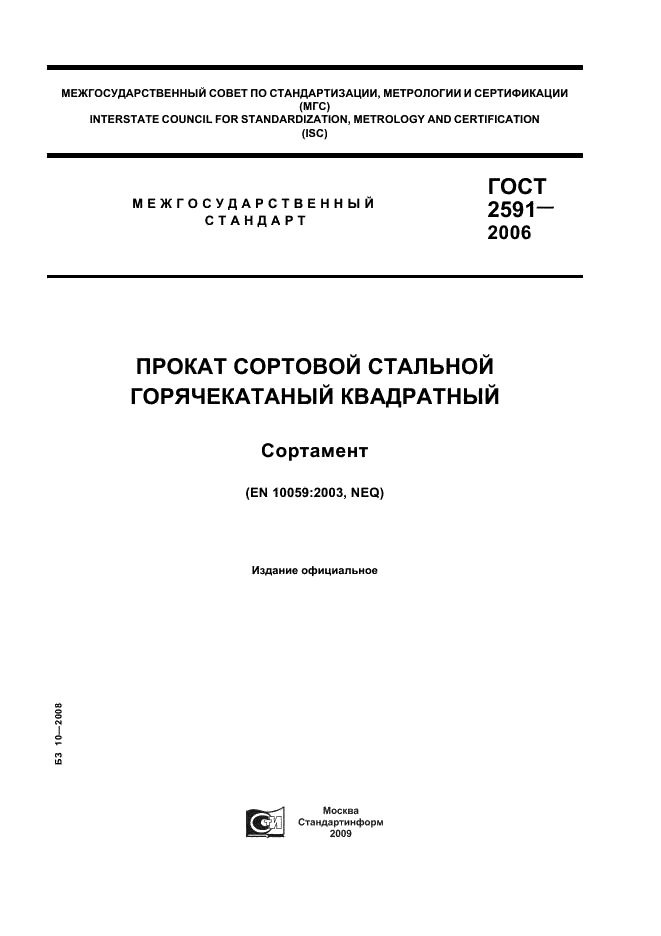 МЕЖГОСУДАРСТВЕННЫЙ СОВЕТ ПО СТАНДАРТИЗАЦИИ, МЕТРОЛОГИИ И СЕРТИФИКАЦИИ
(МГС)
INTERSTATE COUNCIL FOR STANDARDIZATION, METROLOGY AND CERTIFICATION
(ISC)
МЕЖГОСУДАРСТВЕННЫЙ
СТАНДАРТ
ГОСТ
2591—
2006
ПРОКАТ СОРТОВОЙ СТАЛЬНОЙ
ГОРЯЧЕКАТАНЫЙ КВАДРАТНЫЙ
Сортамент
(EN 10059:2003, NEQ)
Издание официальное
БЗ 10—2008
Москва
Стандартинформ
2009